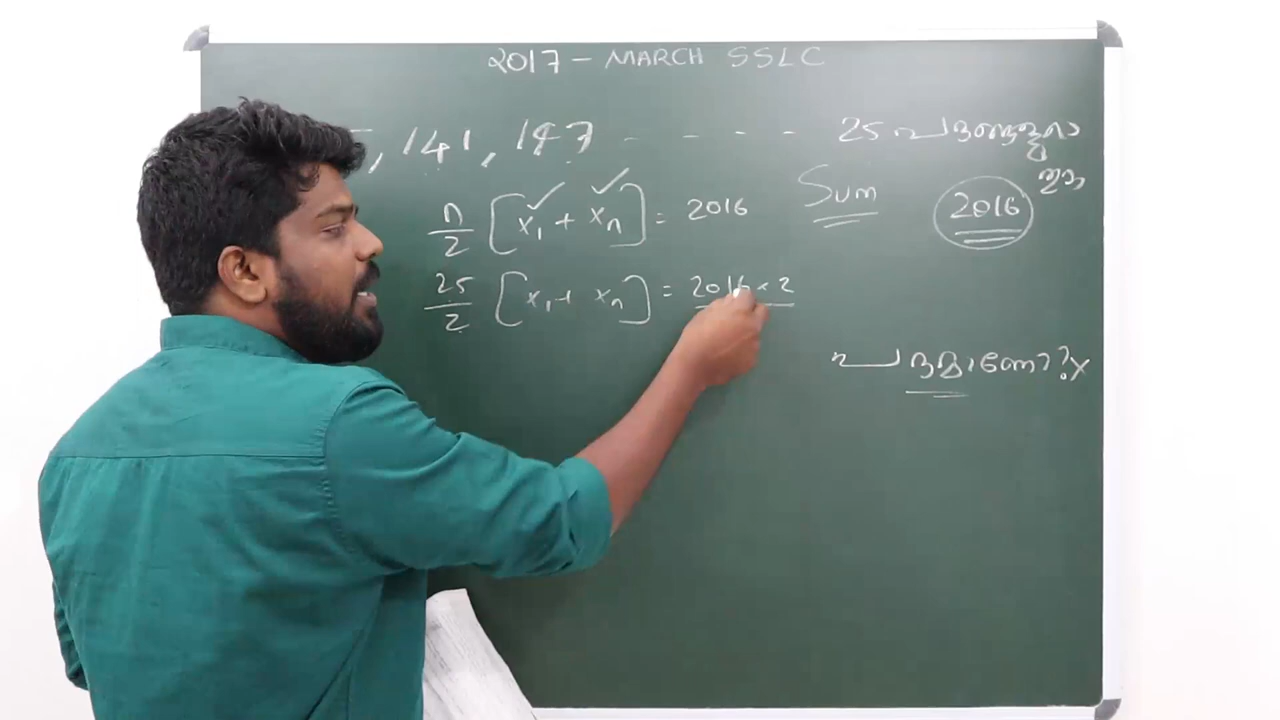 2017 - MARCH SSLC
, 141, 147 - - - - 25 പദങ്ങളുടെ
തുക
Sum 2016
n/2 [x₁ + xₙ] = 2016
25/2 [x₁ + xₙ] = 2016 × 2
പദമാണോ? x